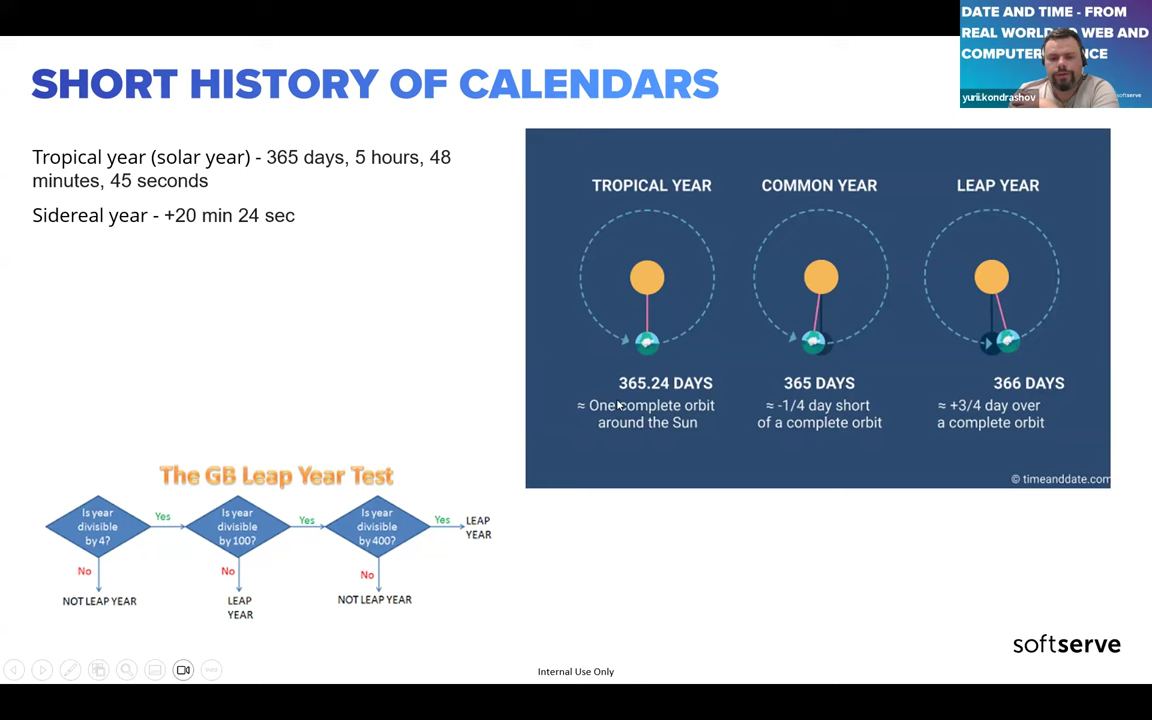 DATE AND TIME - FROM
REAL WORLD WEB AND
COMPUTER NCE
yurii.kondrashov
softserve
SHORT HISTORY OF CALENDARS
Tropical year (solar year) - 365 days, 5 hours, 48
minutes, 45 seconds
Sidereal year - +20 min 24 sec
TROPICAL YEAR
COMMON YEAR
LEAP YEAR
365.24 DAYS
≈ One complete orbit
around the Sun
365 DAYS
≈ -1/4 day short
of a complete orbit
366 DAYS
≈ +3/4 day over
a complete orbit
© timeanddate.com
The GB Leap Year Test
Is year
divisible
by 4?
Yes
Is year
divisible
by 100?
Yes
Is year
divisible
by 400?
Yes
LEAP
YEAR
No
NOT LEAP YEAR
No
LEAP
YEAR
No
NOT LEAP YEAR
softserve
Internal Use Only